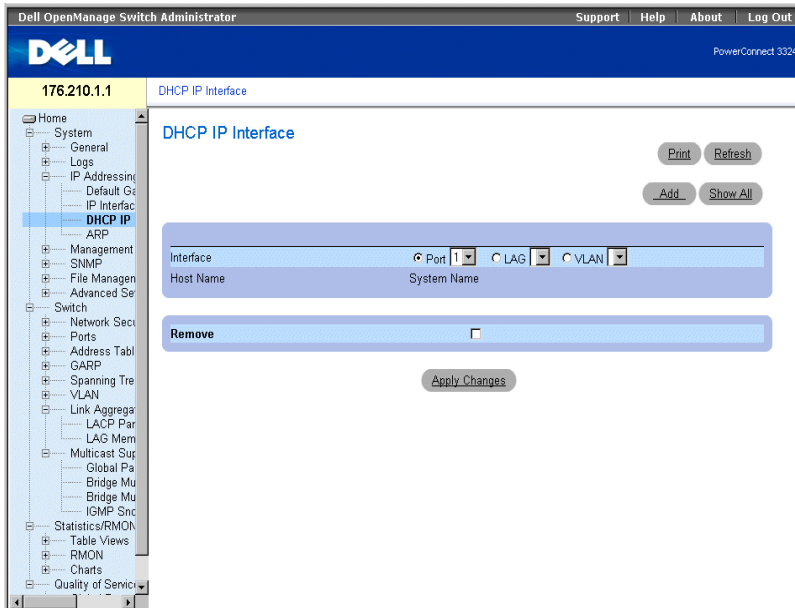 Dell OpenManage Switch Administrator
Support Help About Log Out
DELL
PowerConnect 3324
176.210.1.1
DHCP IP Interface
Home
System
General
Logs
IP Addressing
Default Ga
IP Interfac
DHCP IP
ARP
Management
SNMP
File Managen
Advanced Se
Switch
Network Secu
Ports
Address Tabl
GARP
Spanning Tre
VLAN
Link Aggrega
LACP Par
LAG Mem
Multicast Sup
Global Pa
Bridge Mu
Bridge Mu
IGMP Sno
Statistics/RMON
Table Views
RMON
Charts
Quality of Service
DHCP IP Interface
Print Refresh
Add Show All
Interface Port 1 LAG VLAN
Host Name System Name
Remove
Apply Changes